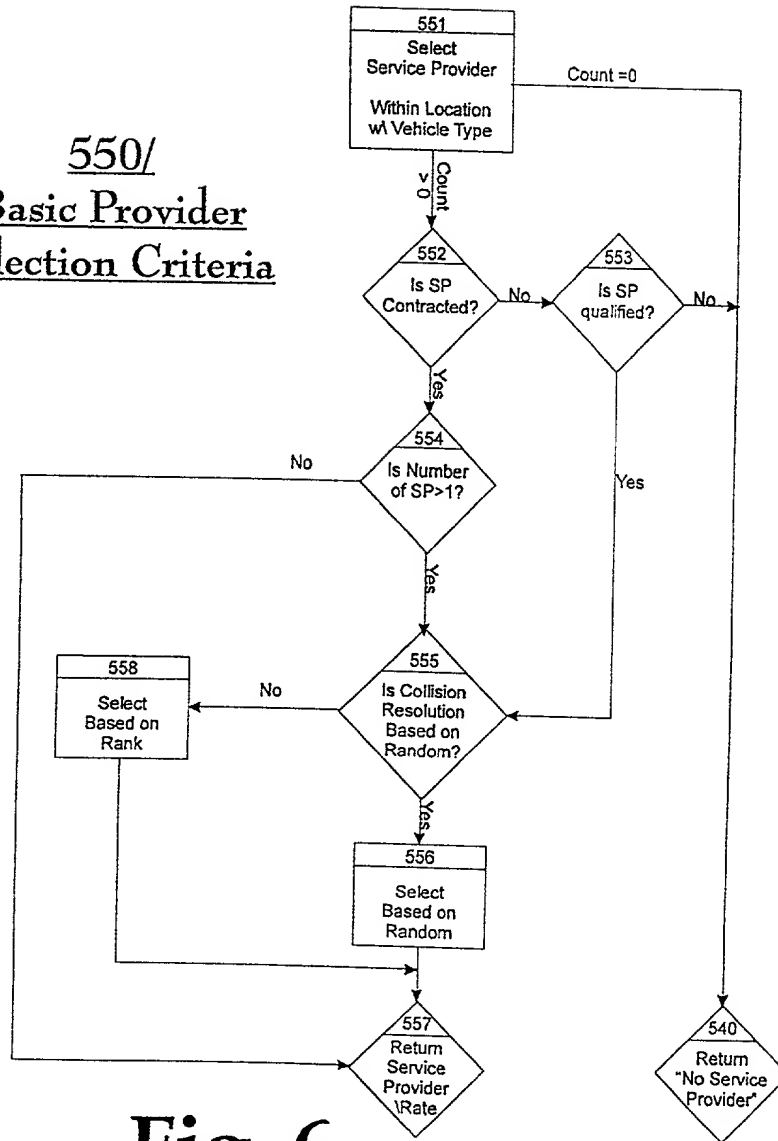 551
Select
Service Provider
Within Location
w\ Vehicle Type
Count =0
550/
Basic Provider
lection Criteria
Count
> 0
552
Is SP
Contracted?
No
553
Is SP
qualified?
No
Yes
554
Is Number
of SP>1?
No
Yes
Yes
555
Is Collision
Resolution
Based on
Random?
No
558
Select
Based on
Rank
Yes
556
Select
Based on
Random
557
Return
Service
Provider
\Rate
540
Return
"No Service
Provider"